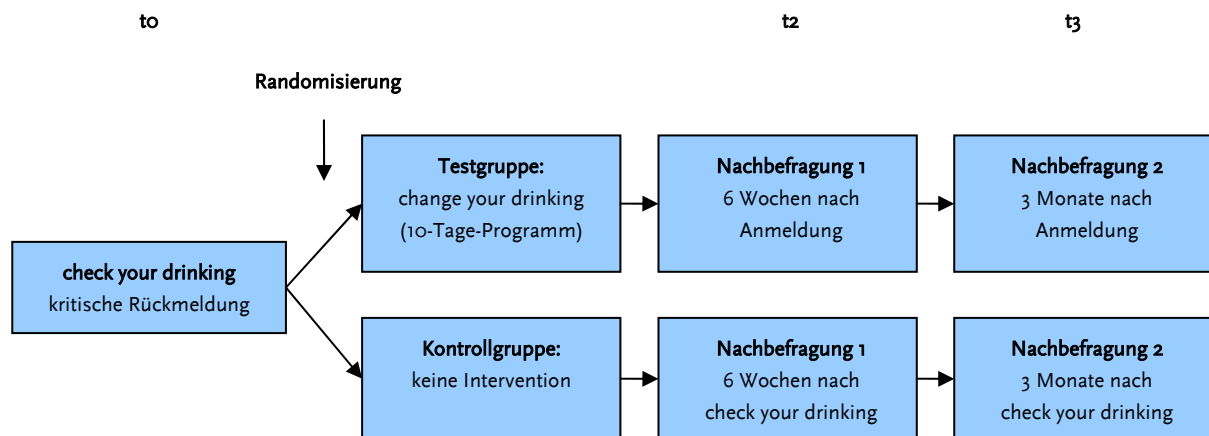 to
t2
t3
Randomisierung
Testgruppe:
change your drinking
(10-Tage-Programm)
Nachbefragung 1
6 Wochen nach
Anmeldung
Nachbefragung 2
3 Monate nach
Anmeldung
check your drinking
kritische Rückmeldung
Kontrollgruppe:
keine Intervention
Nachbefragung 1
6 Wochen nach
check your drinking
Nachbefragung 2
3 Monate nach
check your drinking